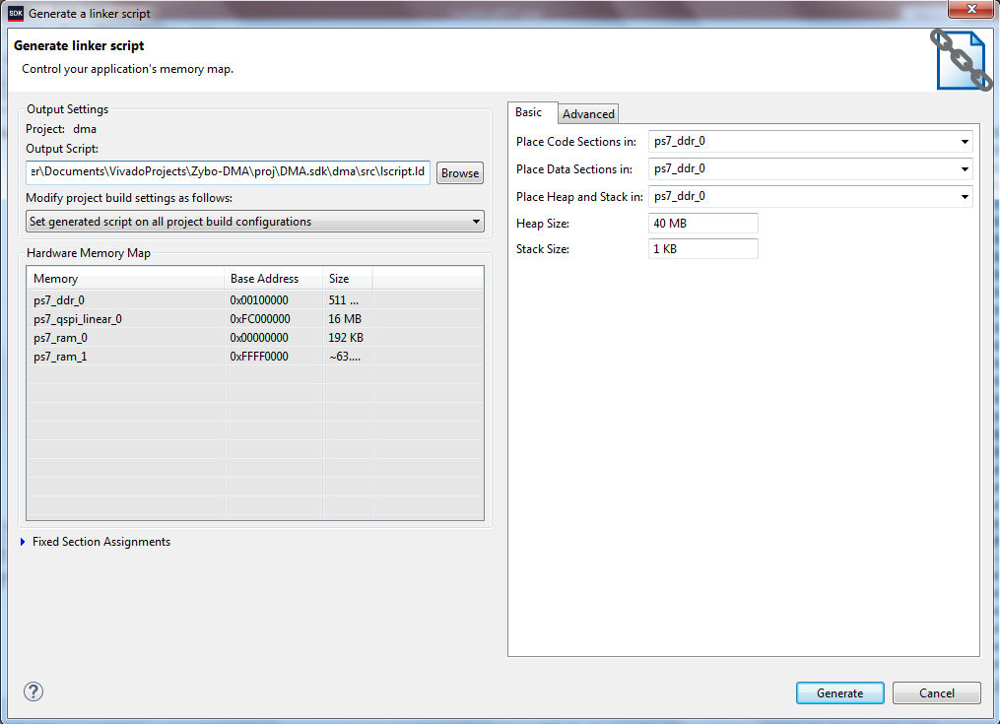 SDK Generate a linker script
Generate linker script
Control your application's memory map.
Output Settings
Project: dma
Output Script:
er\Documents\VivadoProjects\Zybo-DMA\proj\DMA.sdk\dma\src\lscript.ld Browse
Modify project build settings as follows:
Set generated script on all project build configurations
Hardware Memory Map
Memory Base Address Size
ps7_ddr_0 0x00100000 511 ...
ps7_qspi_linear_0 0xFC000000 16 MB
ps7_ram_0 0x00000000 192 KB
ps7_ram_1 0xFFFF0000 ~63....
Fixed Section Assignments
Basic Advanced
Place Code Sections in: ps7_ddr_0
Place Data Sections in: ps7_ddr_0
Place Heap and Stack in: ps7_ddr_0
Heap Size: 40 MB
Stack Size: 1 KB
? Generate Cancel